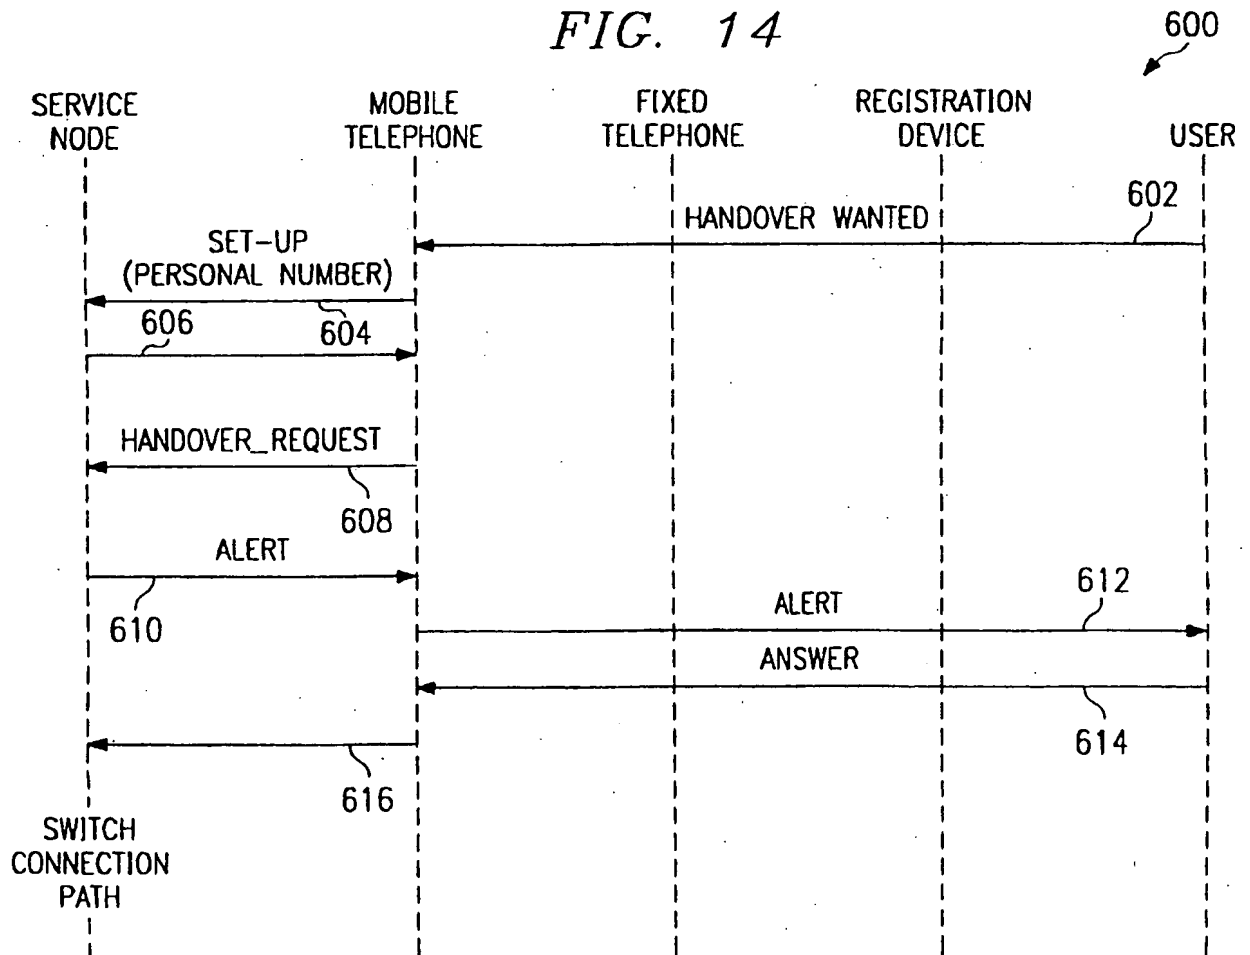 FIG. 14
600
SERVICE
NODE
MOBILE
TELEPHONE
FIXED
TELEPHONE
REGISTRATION
DEVICE
USER
HANDOVER WANTED
602
SET-UP
(PERSONAL NUMBER)
604
606
HANDOVER_REQUEST
608
ALERT
610
ALERT
612
ANSWER
614
616
SWITCH
CONNECTION
PATH